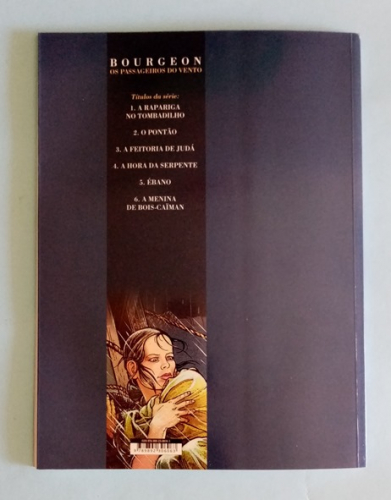 BOURGEON
OS PASSAGEIROS DO VENTO
Títulos da série:
1. A RAPARIGA
NO TOMBADILHO
2. O PONTÃO
3. A FEITORIA DE JUDÁ
4. A HORA DA SERPENTE
5. ÉBANO
6. A MENINA
DE BOIS-CAÏMAN